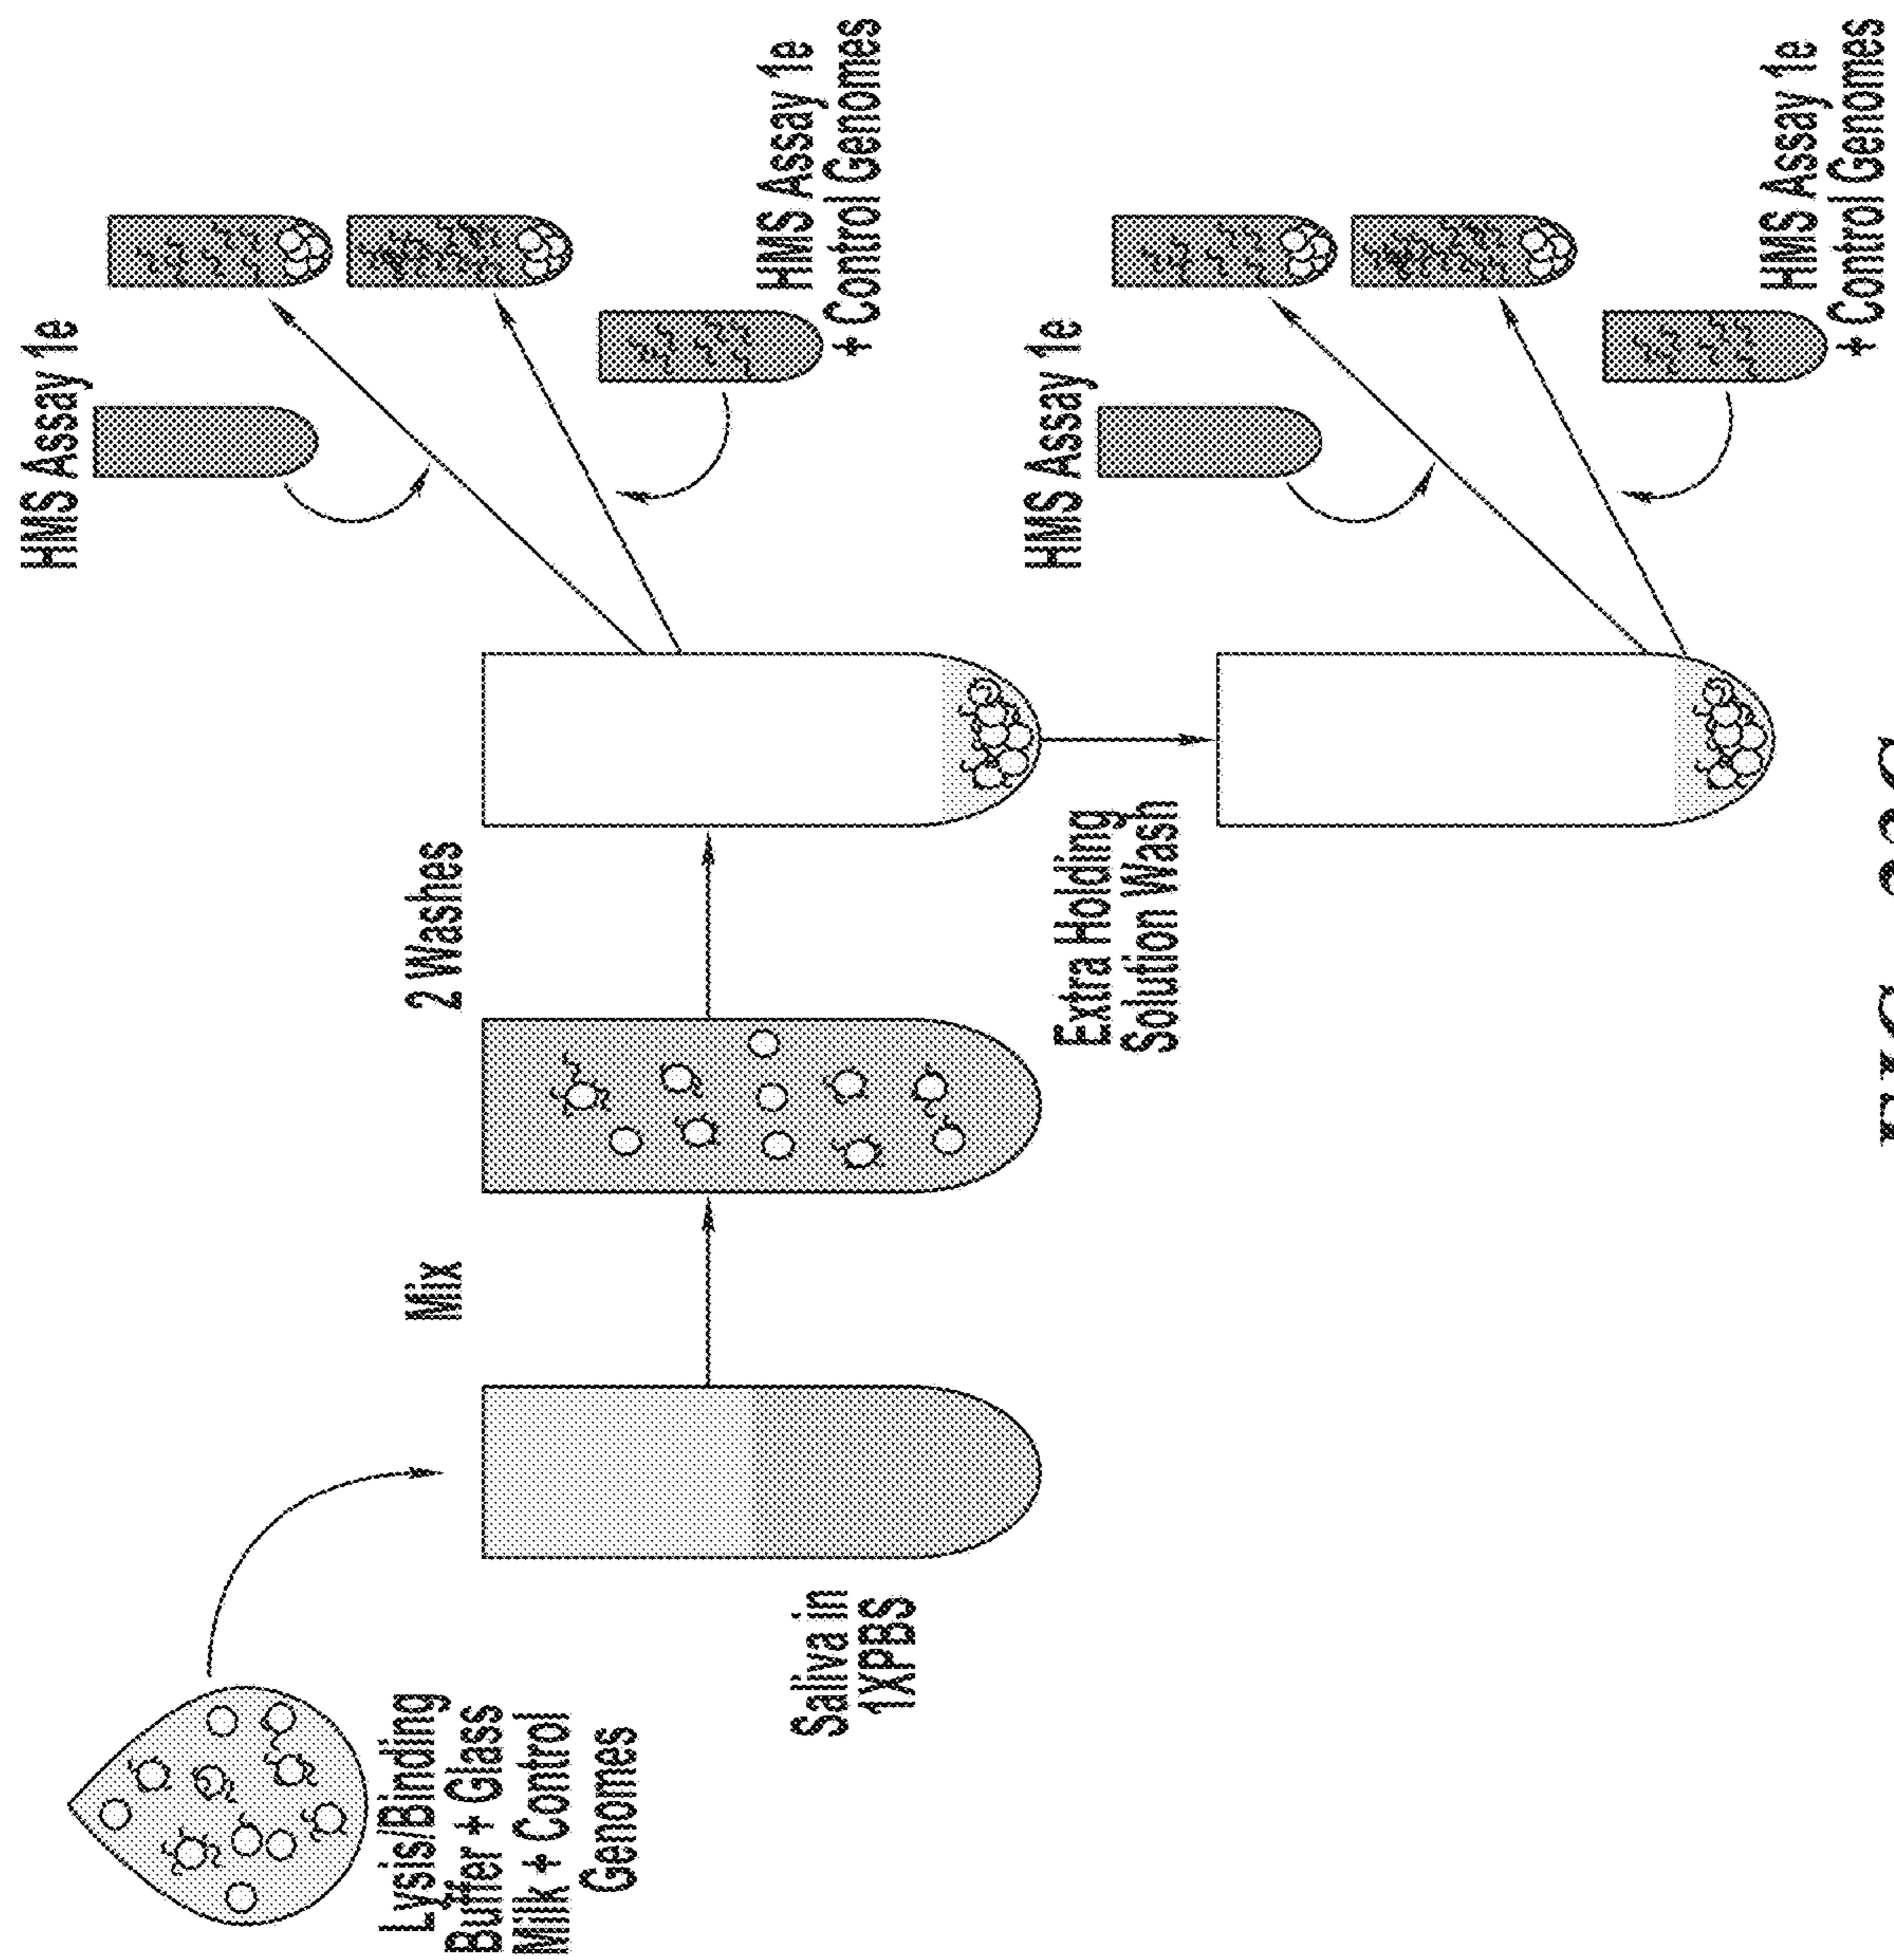 Lysis/Binding
Buffer + Glass
Milk + Control
Genomes
Saliva in
1XPBS
Mix
2 Washes
Extra Holding
Solution Wash
HMS Assay 1e
HMS Assay 1e
+ Control Genomes
HMS Assay 1e
HMS Assay 1e
+ Control Genomes